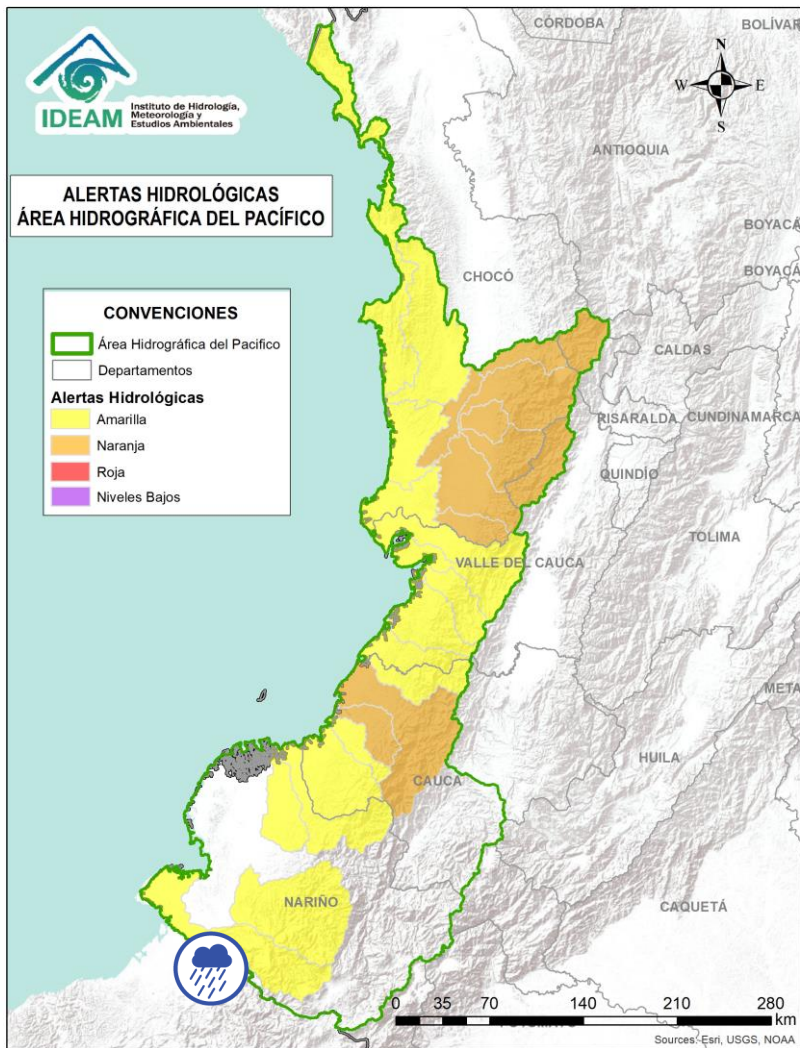 CÓRDOBA
BOLÍVAR
N
W
E
S
IDEAM
Instituto de Hidrología,
Meteorología y
Estudios Ambientales
ANTIOQUIA
ALERTAS HIDROLÓGICAS
ÁREA HIDROGRÁFICA DEL PACÍFICO
BOYACÁ
BOYACÁ
CHOCÓ
CONVENCIONES
Área Hidrográfica del Pacifico
Departamentos
Alertas Hidrológicas
Amarilla
Naranja
Roja
Niveles Bajos
CALDAS
RISARALDA
CUNDINAMARCA
QUINDÍO
TOLIMA
VALLE DEL CAUCA
META
HUILA
CAUCA
NARIÑO
CAQUETÁ
0 35 70 140 210 280
km
Sources: Esri, USGS, NOAA